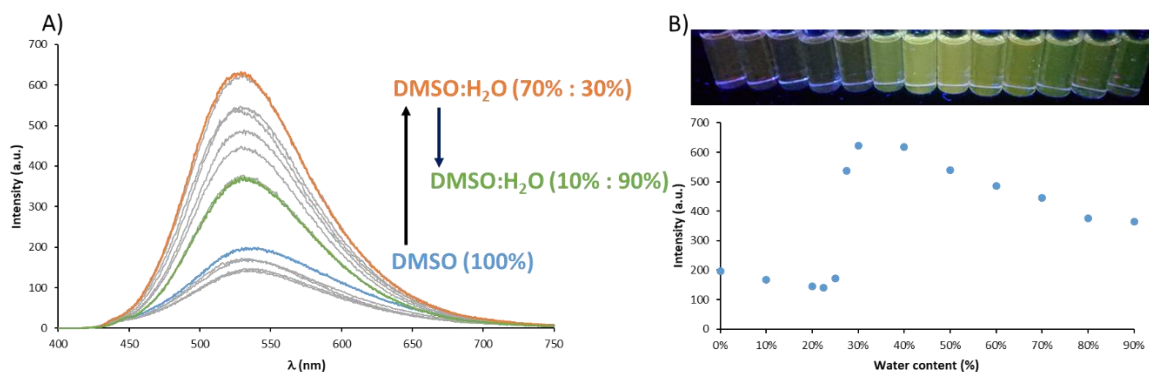 A)
700
600
500
400
300
200
100
0
Intensity (a.u.)
400 450 500 550 600 650 700 750
λ (nm)
DMSO:H₂O (70% : 30%)
DMSO:H₂O (10% : 90%)
DMSO (100%)
B)
700
600
500
400
300
200
100
0
Intensity (a.u.)
0% 10% 20% 30% 40% 50% 60% 70% 80% 90%
Water content (%)